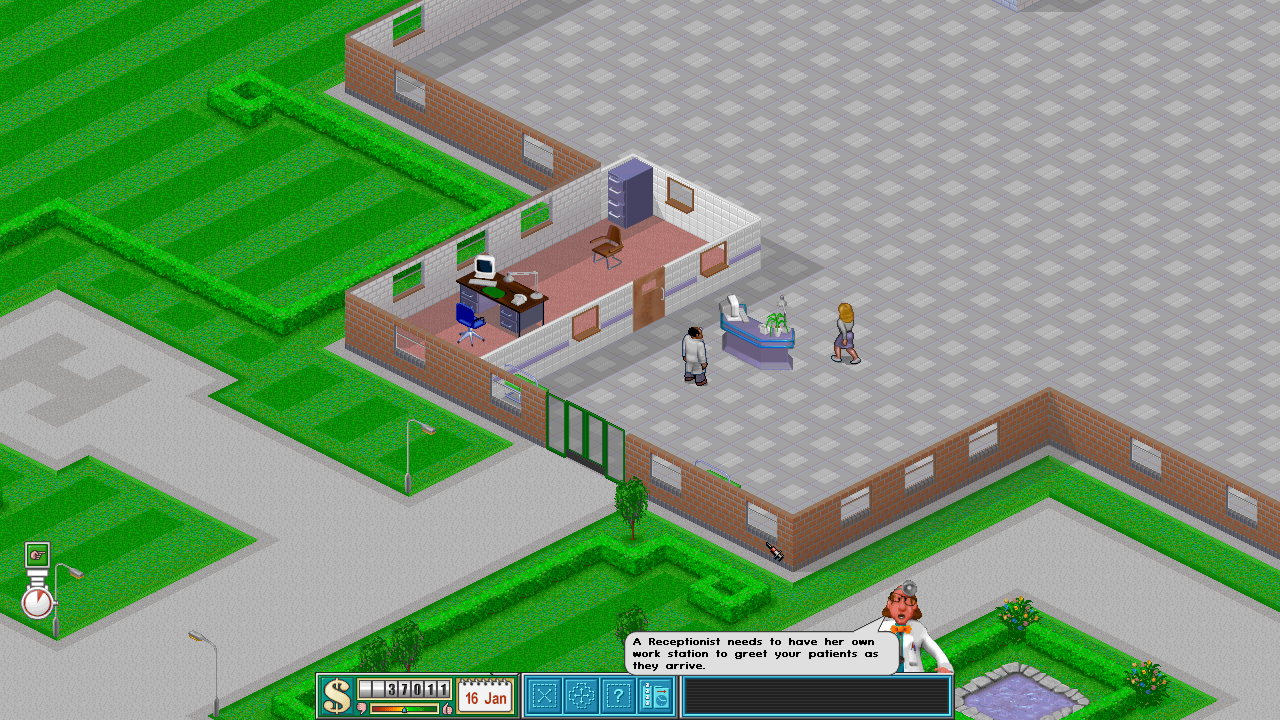 A Receptionist needs to have her own
work station to greet your patients as
they arrive.
$ 37011
16 Jan
?